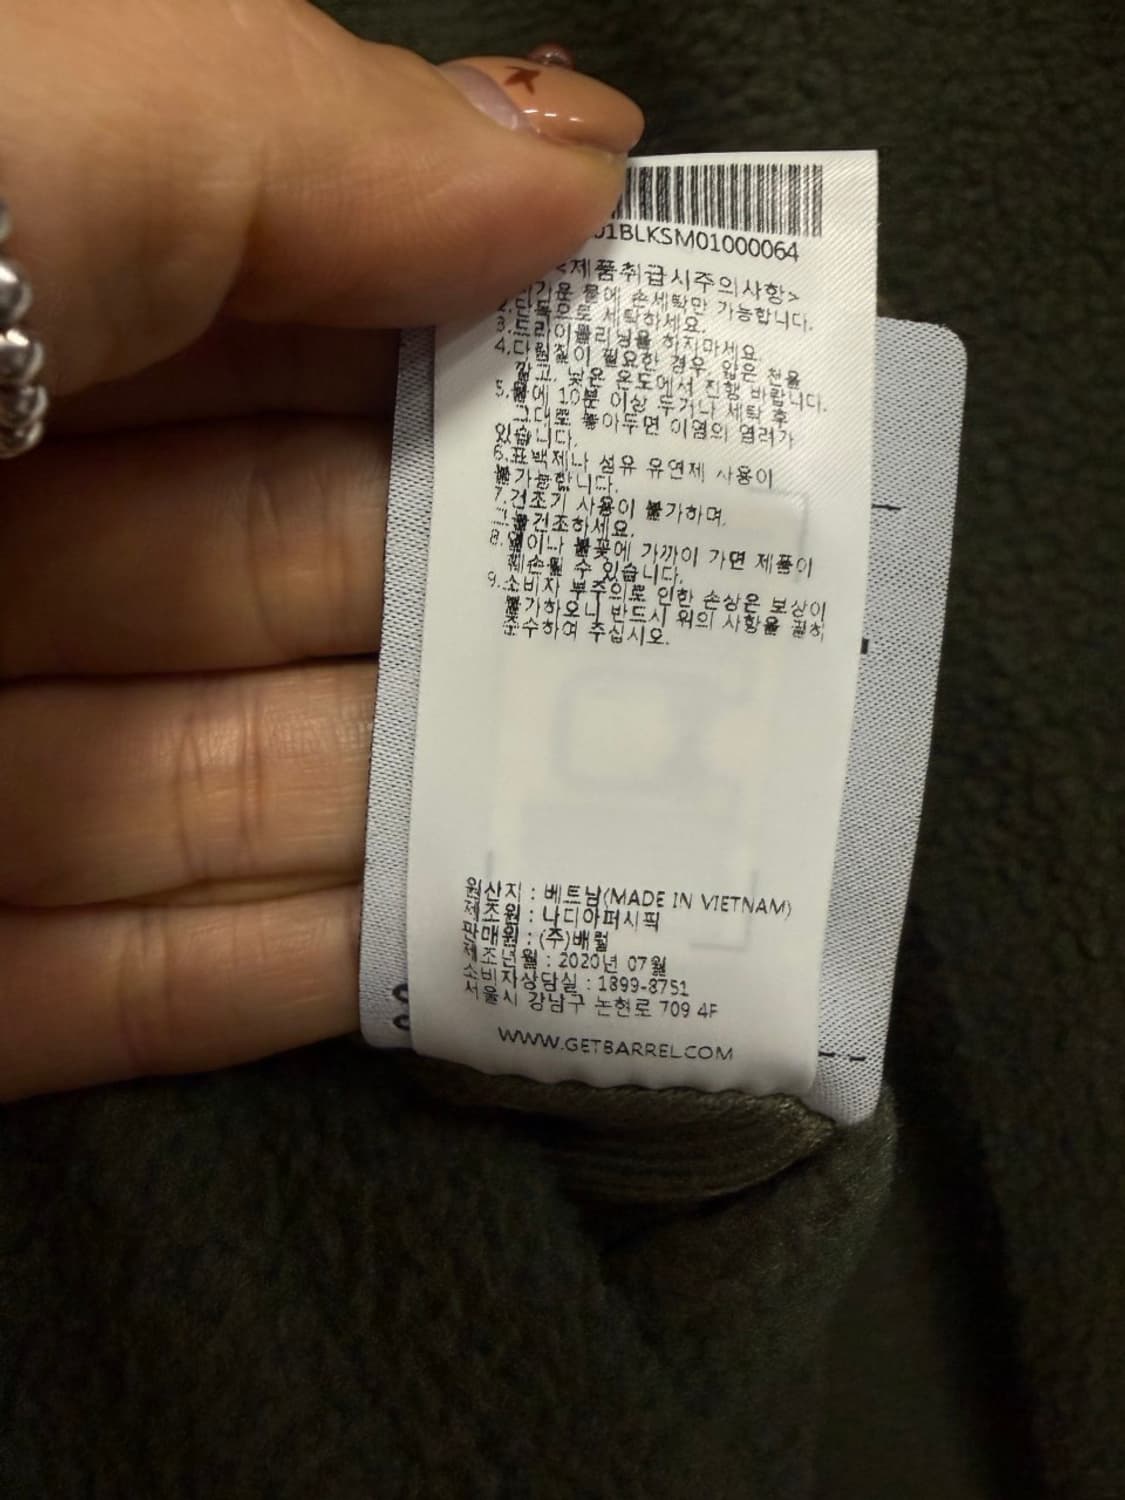 01BLKSM01000064
<제품취급시주의사항>
물에 손세탁만 가능합니다.
2.단독으로 세탁하세요.
3.드라이클리닝을 하지마세요.
4.다림질이 필요한 경우, 얇은 천을
깔고, 낮은 온도에서 진행 바랍니다.
5.물에 10분 이상 두거나 세탁 후
그대로 놓아두면 이염의 염려가
있습니다.
6.표백제나 섬유 유연제 사용이
불가능합니다.
7.건조기 사용이 불가하며,
그늘건조하세요.
8.열이나 불꽃에 가까이 가면 제품이
훼손될 수 있습니다.
9.소비자 부주의로 인한 손상은 보상이
불가하오니 반드시 위의 사항을 필히
준수하여 주십시오.
원산지 : 베트남(MADE IN VIETNAM)
제조원 : 나디아퍼시픽
판매원 : (주)배럴
제조년월 : 2020년 07월
소비자상담실 : 1899-8751
서울시 강남구 논현로 709 4F
WWW.GETBARREL.COM